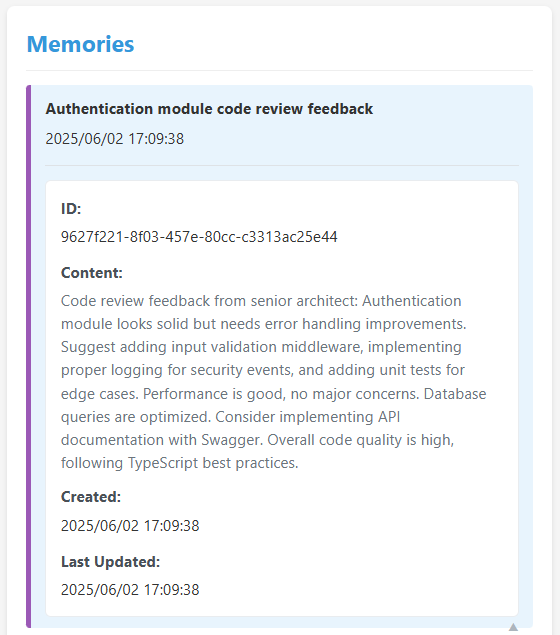 Memories
Authentication module code review feedback
2025/06/02 17:09:38
ID:
9627f221-8f03-457e-80cc-c3313ac25e44
Content:
Code review feedback from senior architect: Authentication
module looks solid but needs error handling improvements.
Suggest adding input validation middleware, implementing
proper logging for security events, and adding unit tests for
edge cases. Performance is good, no major concerns. Database
queries are optimized. Consider implementing API
documentation with Swagger. Overall code quality is high,
following TypeScript best practices.
Created:
2025/06/02 17:09:38
Last Updated:
2025/06/02 17:09:38